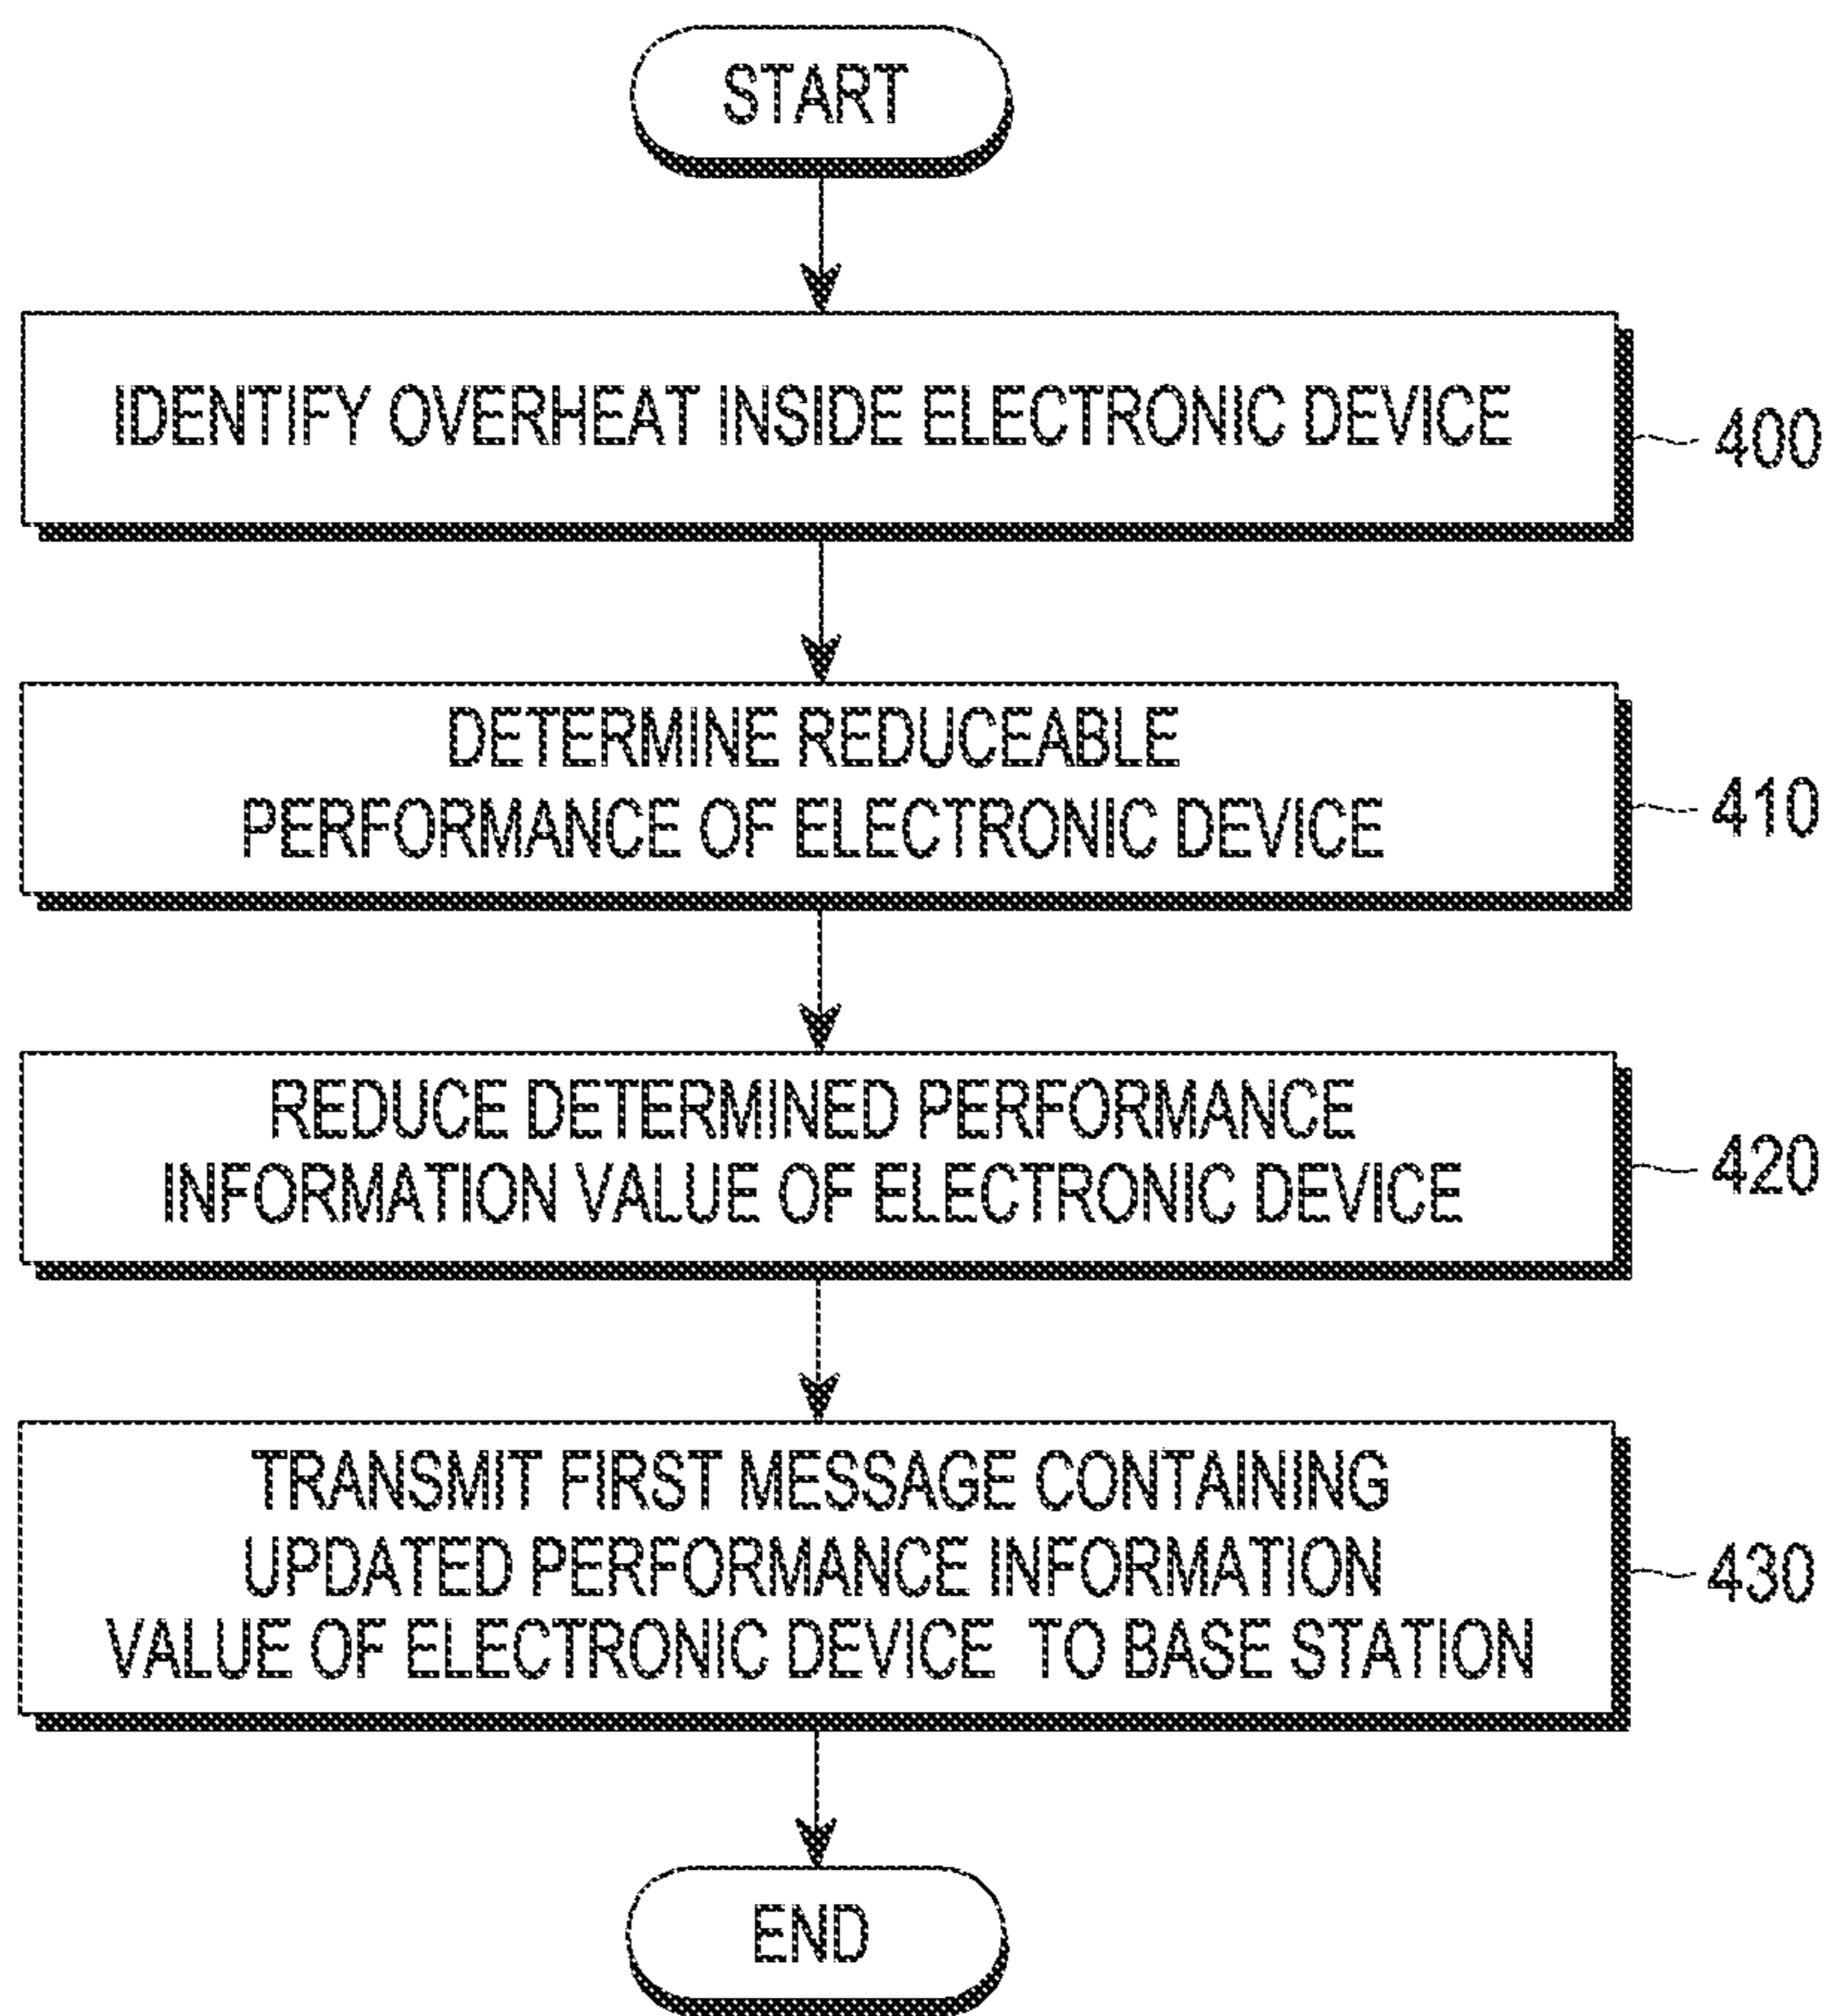 START
IDENTIFY OVERHEAT INSIDE ELECTRONIC DEVICE
400
DETERMINE REDUCEABLE
PERFORMANCE OF ELECTRONIC DEVICE
410
REDUCE DETERMINED PERFORMANCE
INFORMATION VALUE OF ELECTRONIC DEVICE
420
TRANSMIT FIRST MESSAGE CONTAINING
UPDATED PERFORMANCE INFORMATION
VALUE OF ELECTRONIC DEVICE TO BASE STATION
430
END